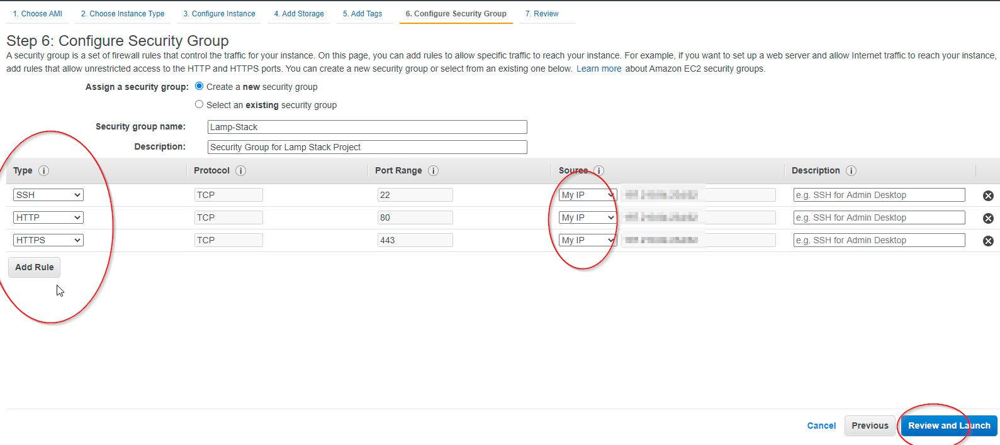 1. Choose AMI 2. Choose Instance Type 3. Configure Instance 4. Add Storage 5. Add Tags 6. Configure Security Group 7. Review
Step 6: Configure Security Group
A security group is a set of firewall rules that control the traffic for your instance. On this page, you can add rules to allow specific traffic to reach your instance. For example, if you want to set up a web server and allow Internet traffic to reach your instance,
add rules that allow unrestricted access to the HTTP and HTTPS ports. You can create a new security group or select from an existing one below. Learn more about Amazon EC2 security groups.
Assign a security group: Create a new security group
Select an existing security group
Security group name: Lamp-Stack
Description: Security Group for Lamp Stack Project
Type i Protocol i Port Range i Source i Description i
SSH TCP 22 My IP e.g. SSH for Admin Desktop
HTTP TCP 80 My IP e.g. SSH for Admin Desktop
HTTPS TCP 443 My IP e.g. SSH for Admin Desktop
Add Rule
Cancel Previous Review and Launch